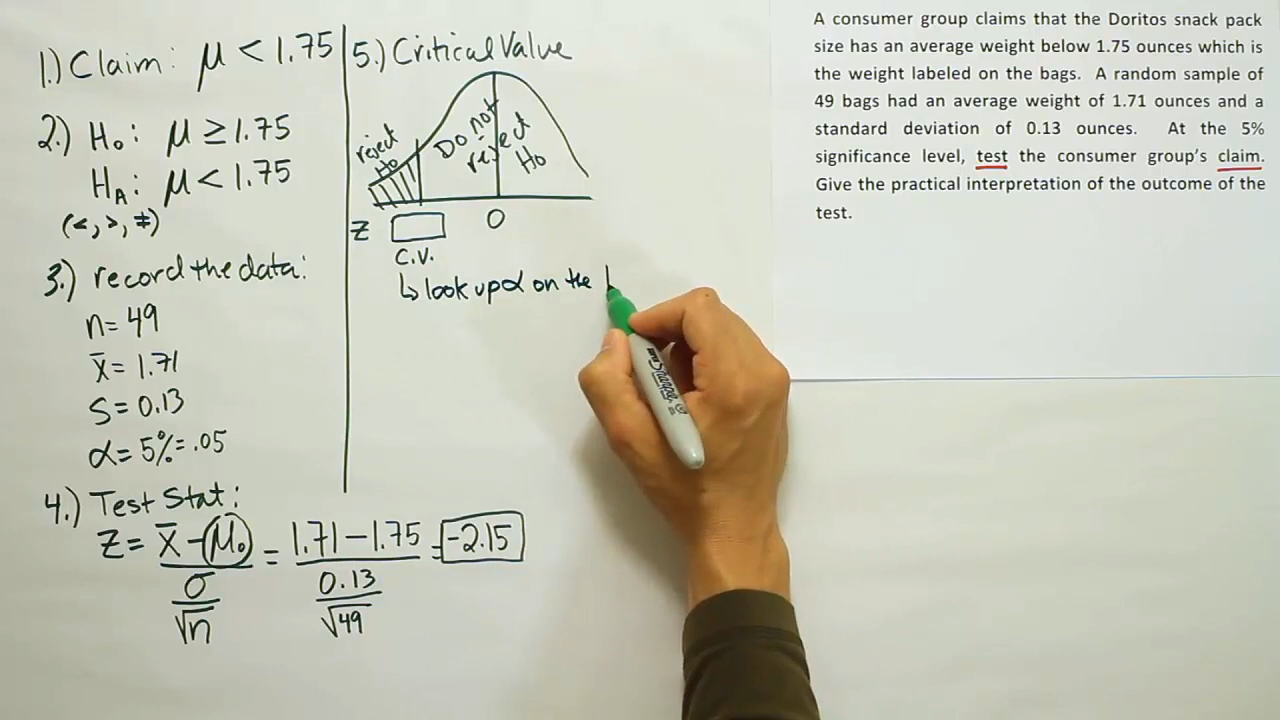 1.) Claim: μ < 1.75
2.) H₀: μ ≥ 1.75
H_A: μ < 1.75
(<, >, ≠)
3.) record the data:
n = 49
x̄ = 1.71
S = 0.13
α = 5% = .05
4.) Test Stat:
Z = x̄ - μ₀ / σ/√n = 1.71 - 1.75 / 0.13/√49 = -2.15
5.) Critical Value
reject H₀
Do not reject H₀
Z 0
C.V.
↳ look up α on the
A consumer group claims that the Doritos snack pack
size has an average weight below 1.75 ounces which is
the weight labeled on the bags. A random sample of
49 bags had an average weight of 1.71 ounces and a
standard deviation of 0.13 ounces. At the 5%
significance level, test the consumer group's claim.
Give the practical interpretation of the outcome of the
test.
Sharpie